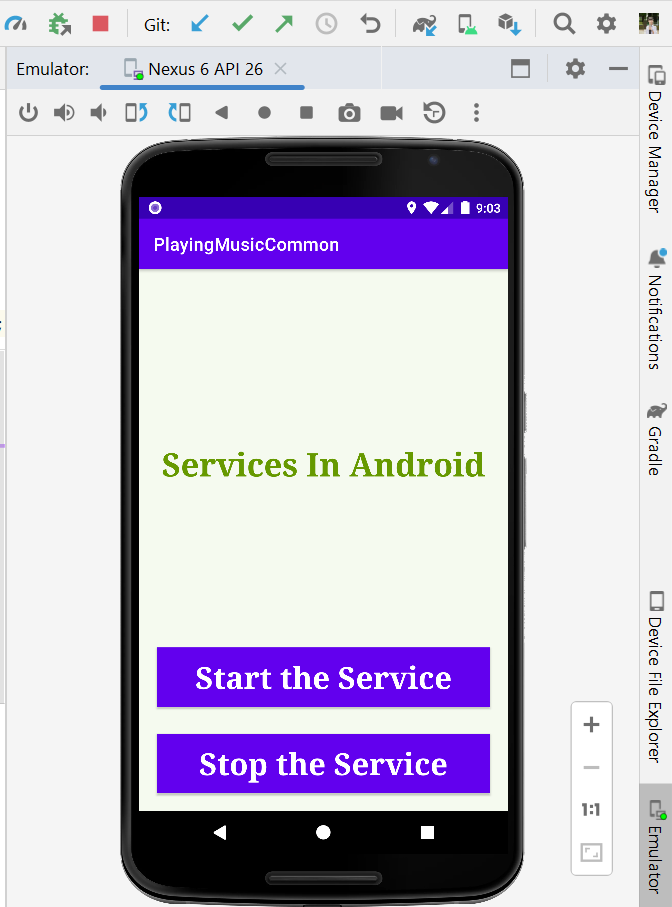 Git:
Emulator:
Nexus 6 API 26
9:03
PlayingMusicCommon
Services In Android
Start the Service
Stop the Service
1:1
Device Manager
Notifications
Gradle
Device File Explorer
Emulator